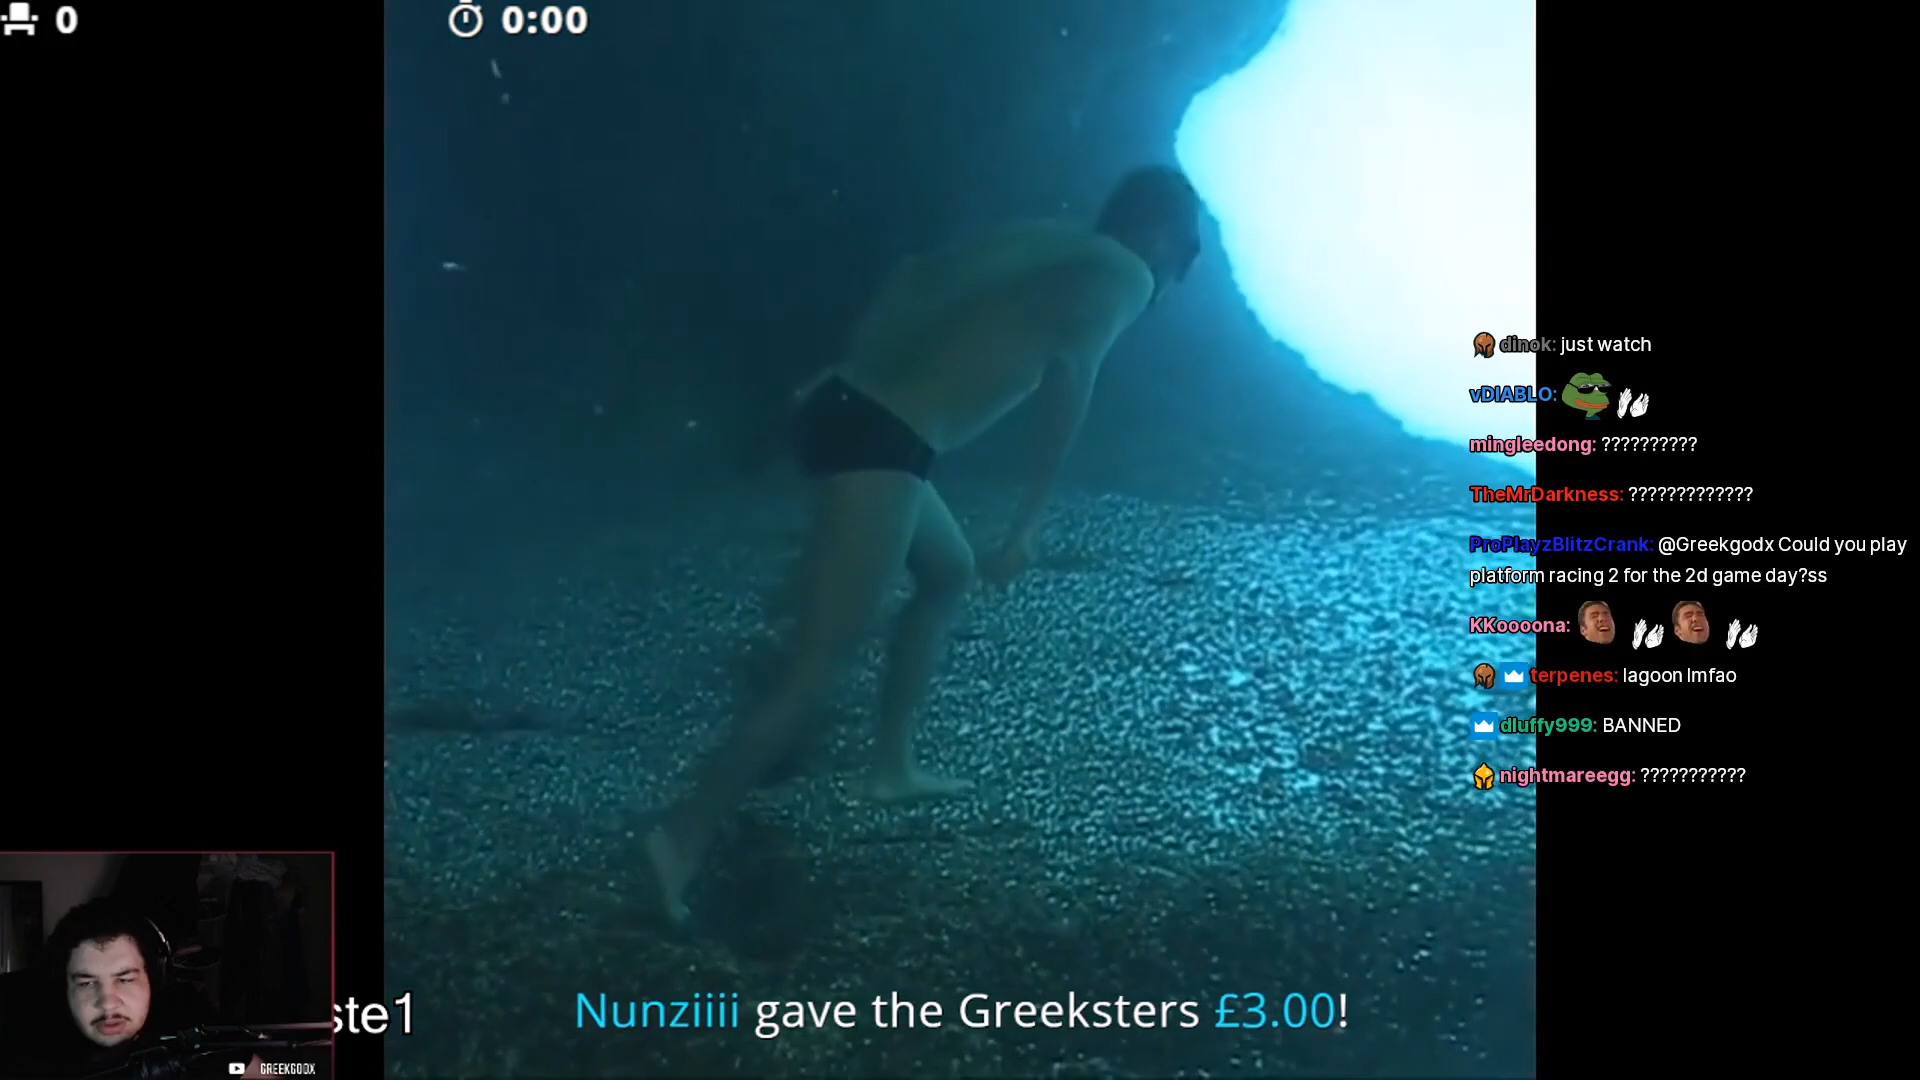 0
0:00
dinok: just watch
vDIABLO:
mingleedong: ??????????
TheMrDarkness: ?????????????
ProPlayzBlitzCrank: @Greekgodx Could you play
platform racing 2 for the 2d game day?ss
KKoooona:
terpenes: lagoon lmfao
dluffy999: BANNED
nightmareegg: ???????????
ste1
Nunziiii gave the Greeksters £3.00!
GREEKGODX